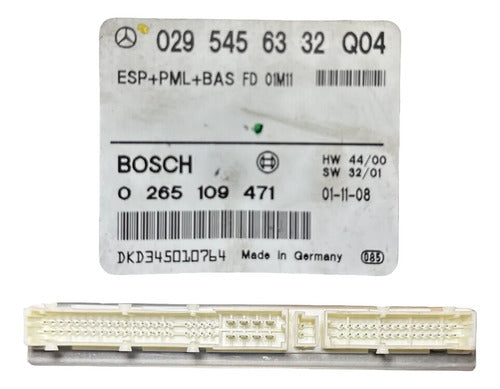 029 545 63 32 Q04
ESP+PML+BAS FD 01M11
BOSCH
HW 44/00
SW 32/01
0 265 109 471
01-11-08
DKD345010764 Made in Germany 085